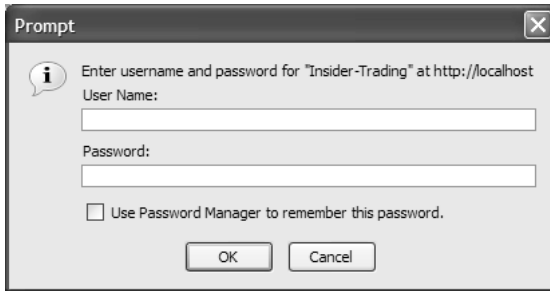 Prompt
Enter username and password for "Insider-Trading" at http://localhost
User Name:
Password:
Use Password Manager to remember this password.
OK
Cancel